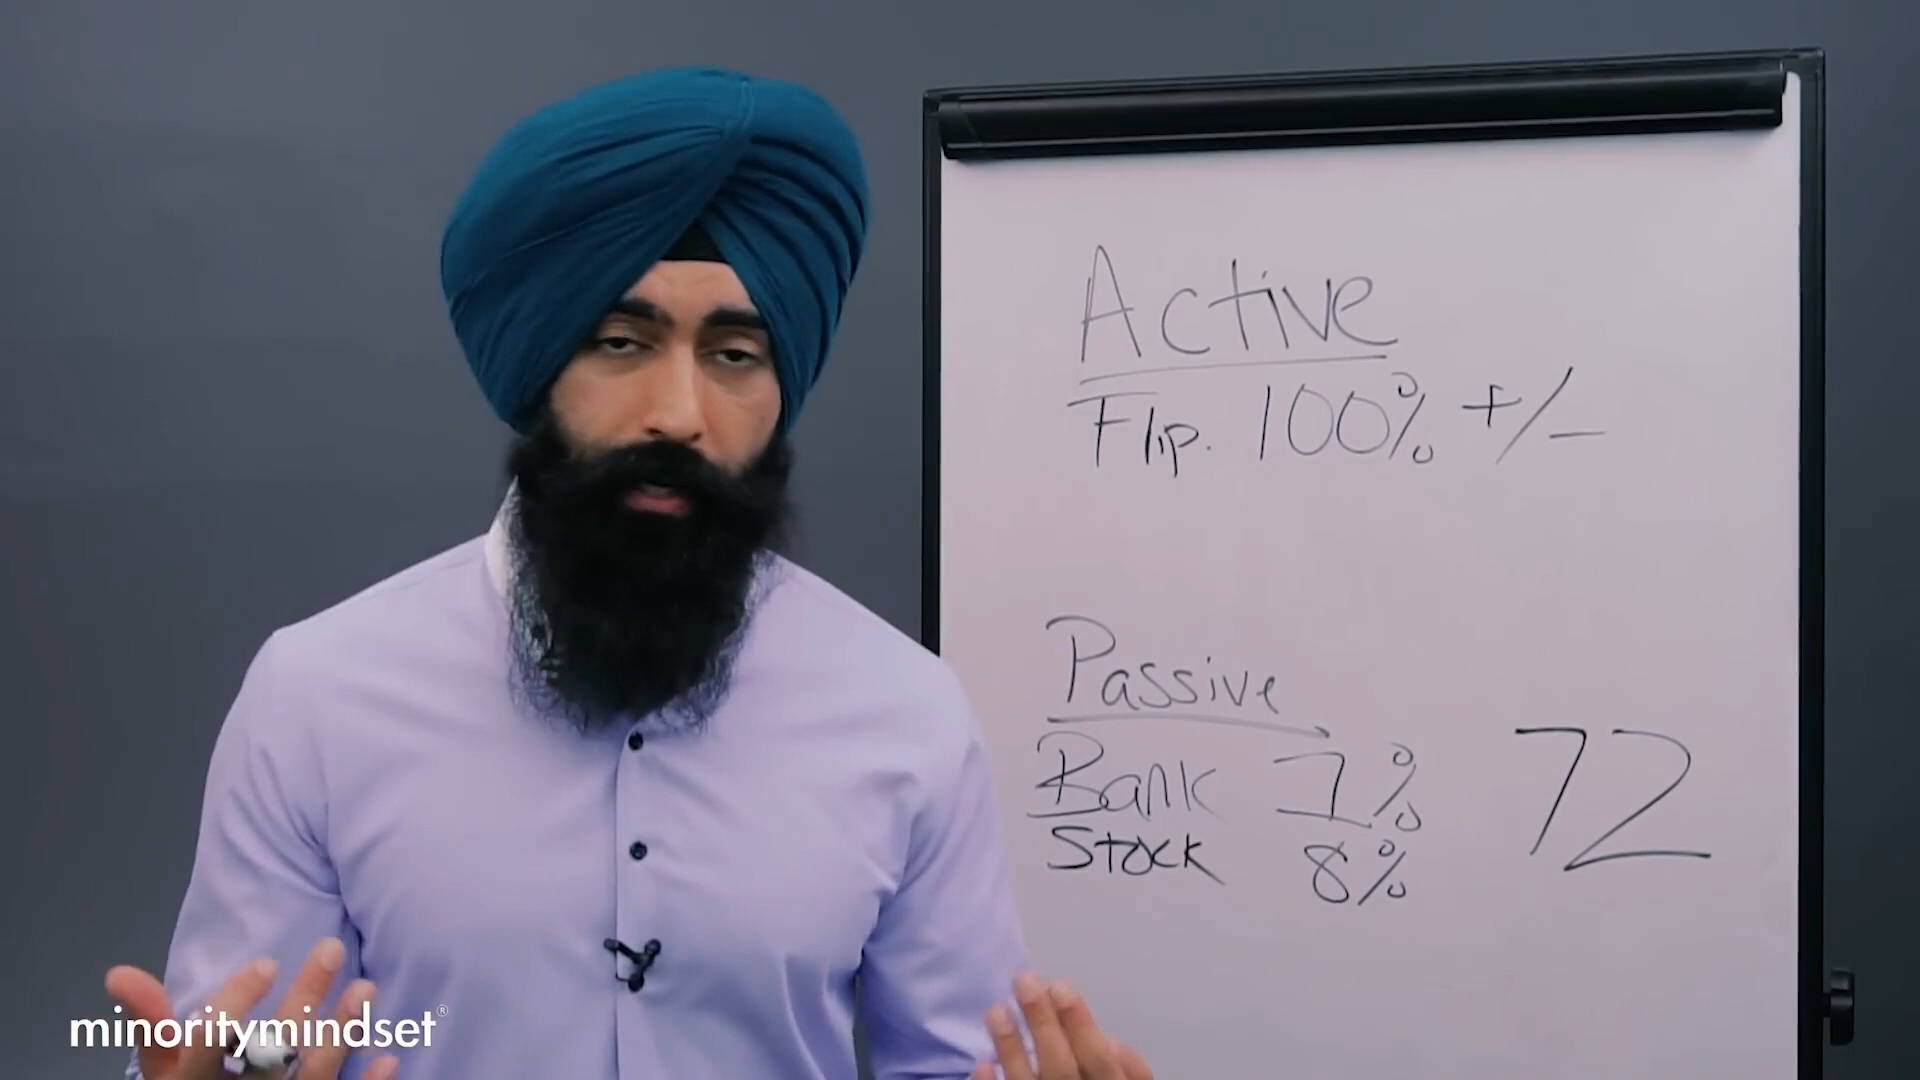 Active
Flip. 100% +/-
Passive
Bank 1% 72
Stock 8%
minoritymindset®